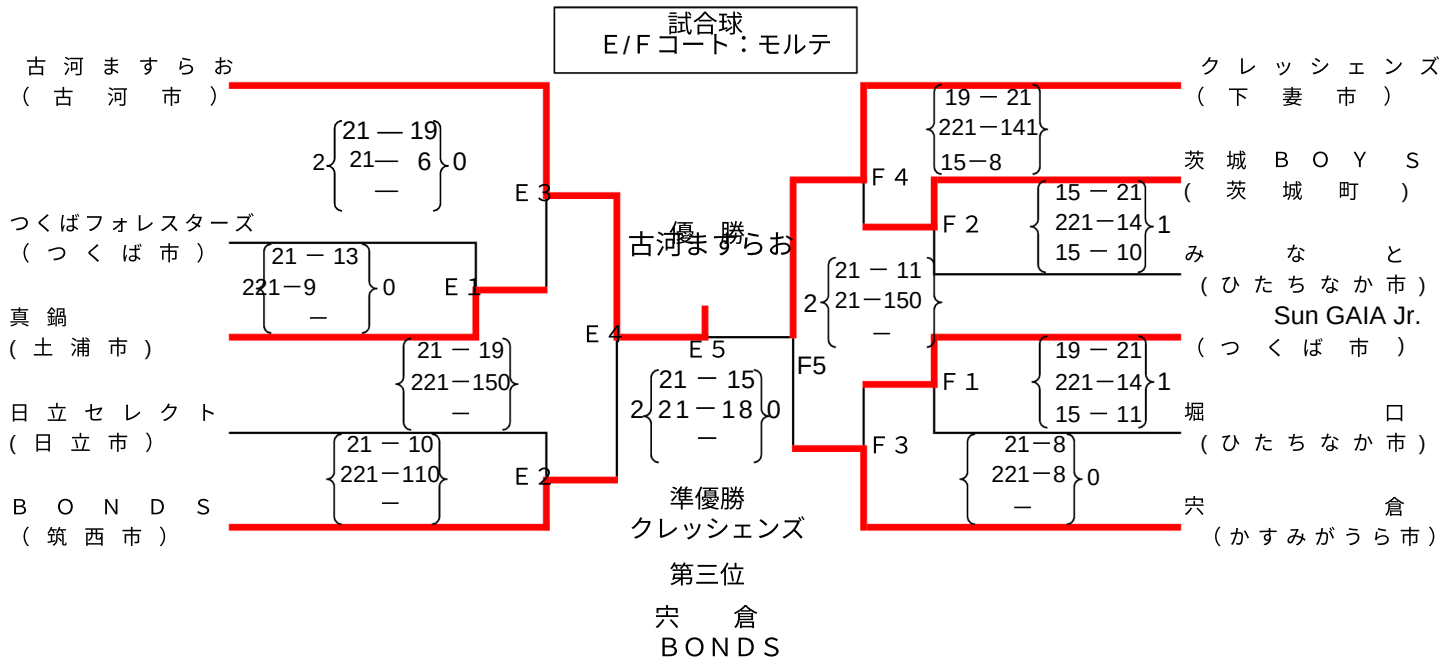 試合球
E/Fコート：モルテ
古河ますらお
（古河市）
クレッシェンズ
（下妻市）
19 － 21
221－141
15－8
21 ― 19
2 21― 6 0
―
E 3
F 4
茨城BOYS
(茨城町)
15 － 21
221－14 1
15 － 10
F 2
つくばフォレスターズ
（つくば市）
21 － 13
221－9 0
－
E 1
優 勝
古河ますらお
みなと
(ひたちなか市)
21 － 11
2 21－150
－
真鍋
(土浦市)
Sun GAIA Jr.
（つくば市）
E 4
E 5
F5
21 － 19
221－150
－
21 － 15
2 21－18 0
－
19 － 21
221－14 1
15 － 11
F 1
日立セレクト
(日立市）
堀口
(ひたちなか市)
F 3
21 － 10
221－110
－
E 2
21－8
221－8 0
－
BONDS
（筑西市）
宍倉
（かすみがうら市）
準優勝
クレッシェンズ
第三位
宍 倉
BONDS